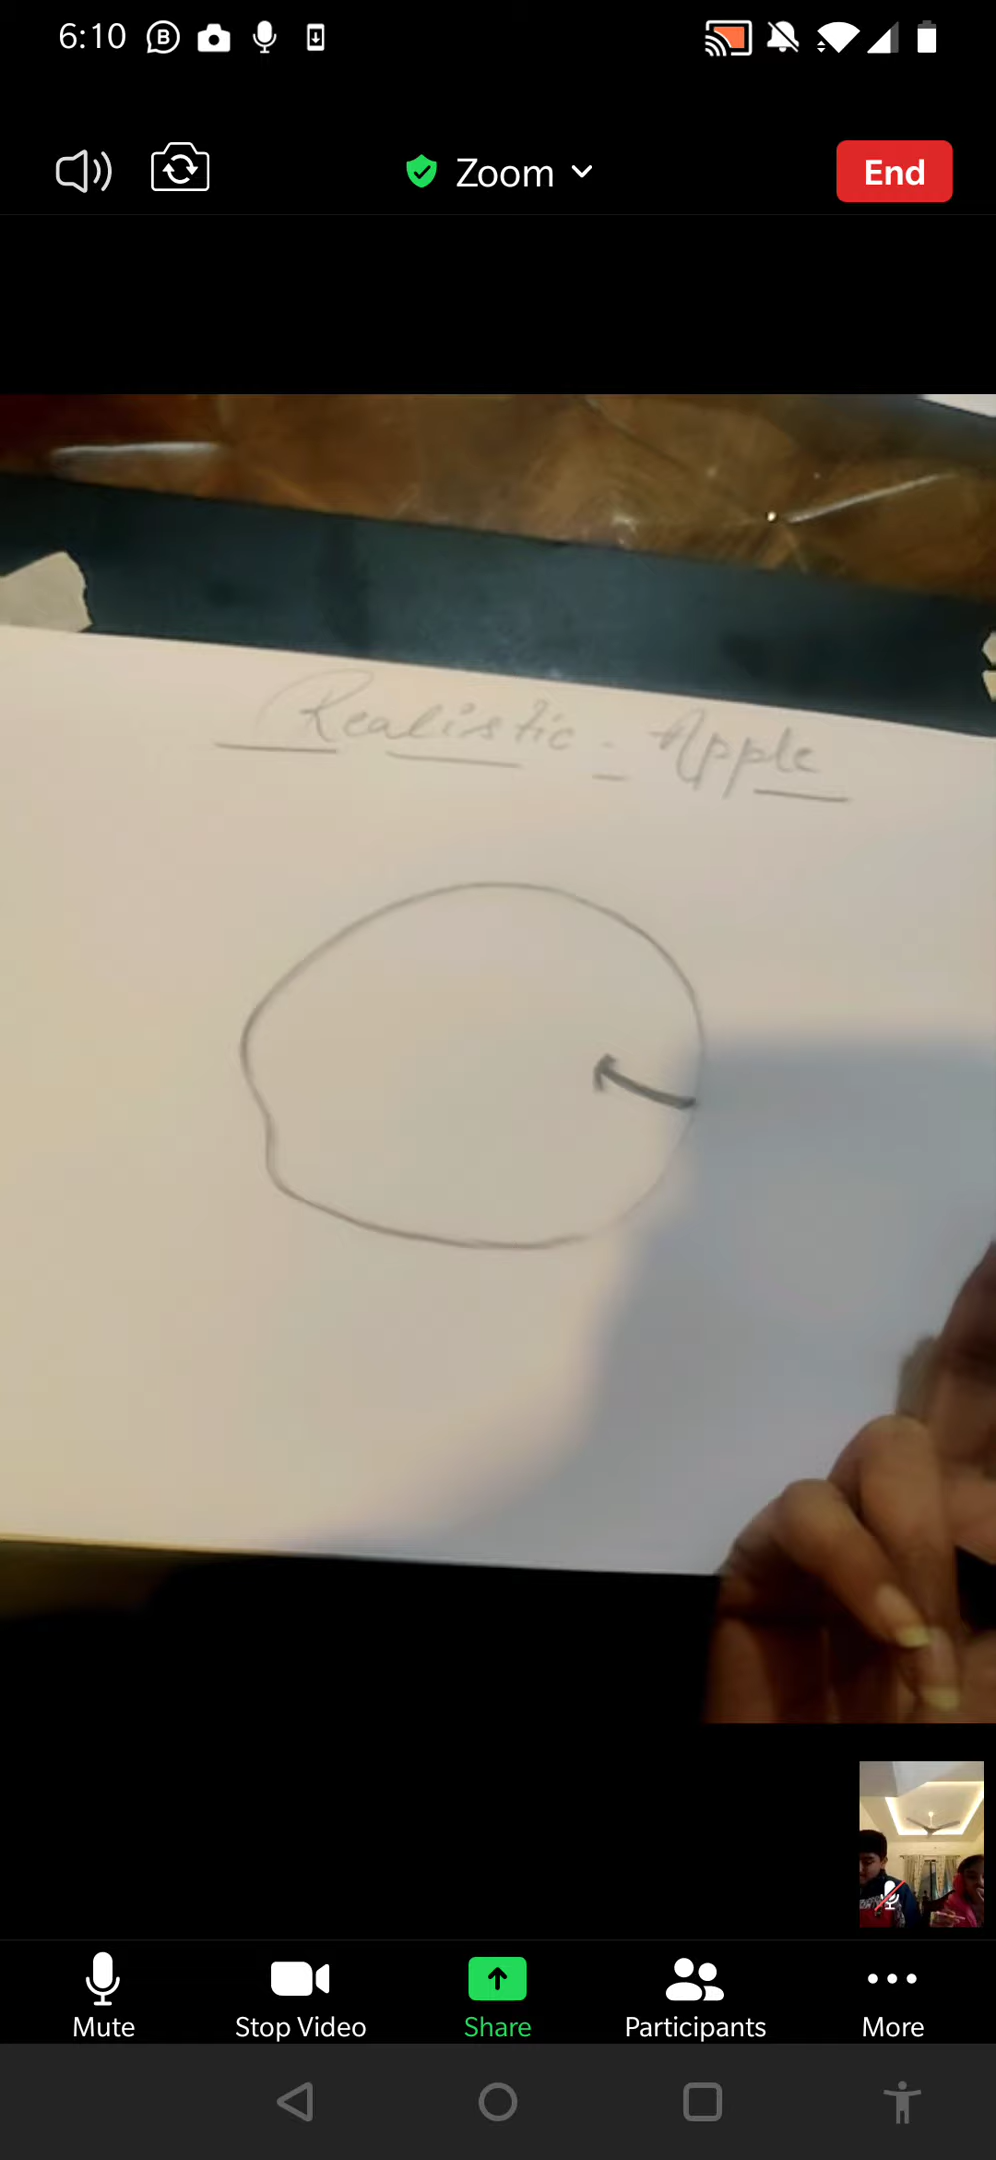 6:10
Zoom
End
Realistic - Apple
Mute
Stop Video
Share
Participants
More